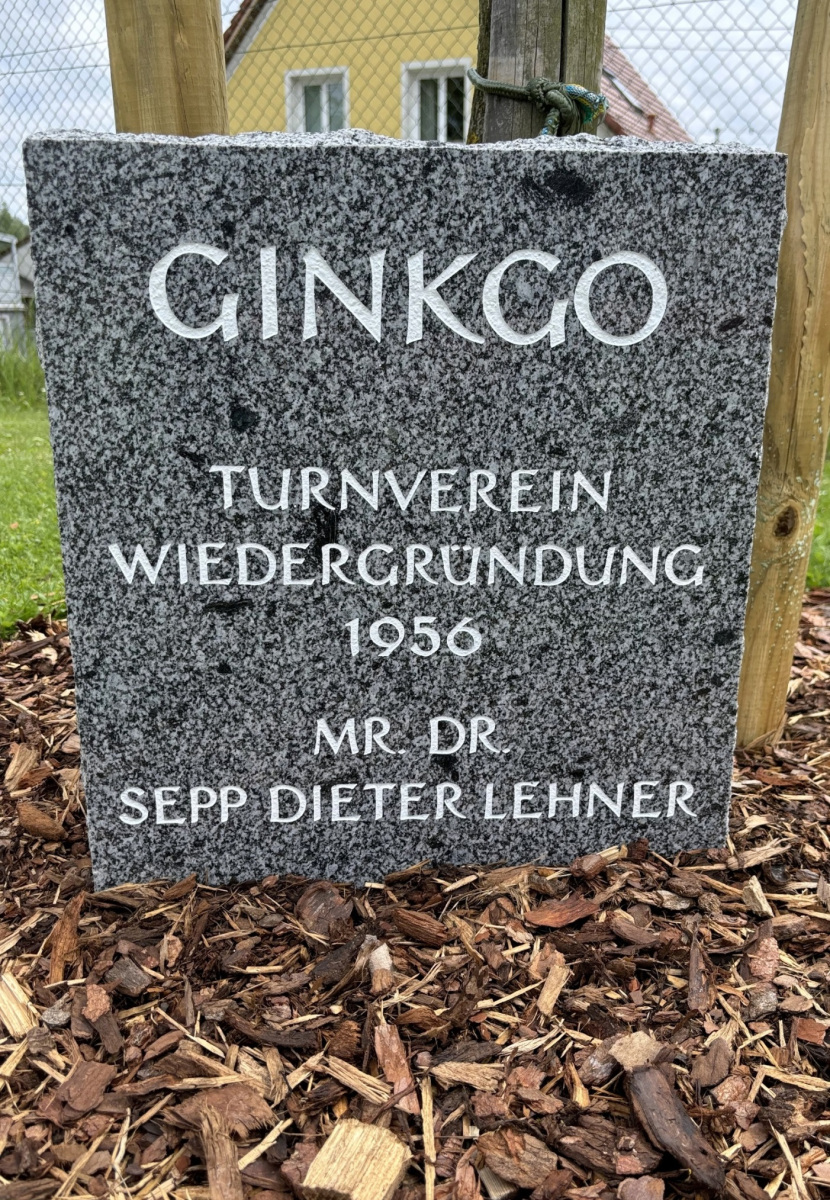 GINKGO
TURNVEREIN
WIEDERGRÜNDUNG
1956
MR. DR.
SEPP DIETER LEHNER